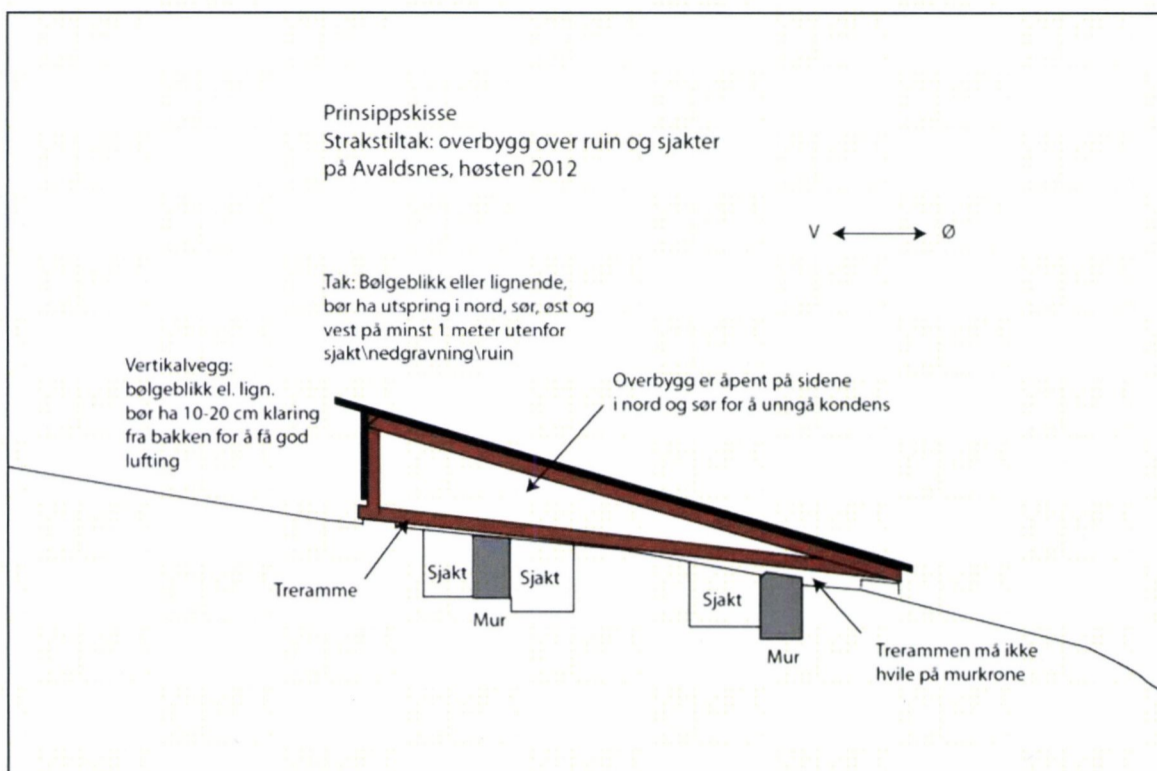 Prinsippskisse
Strakstiltak: overbygg over ruin og sjakter
på Avaldsnes, høsten 2012
V
Ø
Tak: Bølgeblikk eller lignende,
bør ha utspring i nord, sør, øst og
vest på minst 1 meter utenfor
sjakt\nedgravning\ruin
Vertikalvegg:
bølgeblikk el. lign.
bør ha 10-20 cm klaring
fra bakken for å få god
lufting
Overbygg er åpent på sidene
i nord og sør for å unngå kondens
Treramme
Sjakt
Sjakt
Mur
Sjakt
Mur
Trerammen må ikke
hvile på murkrone